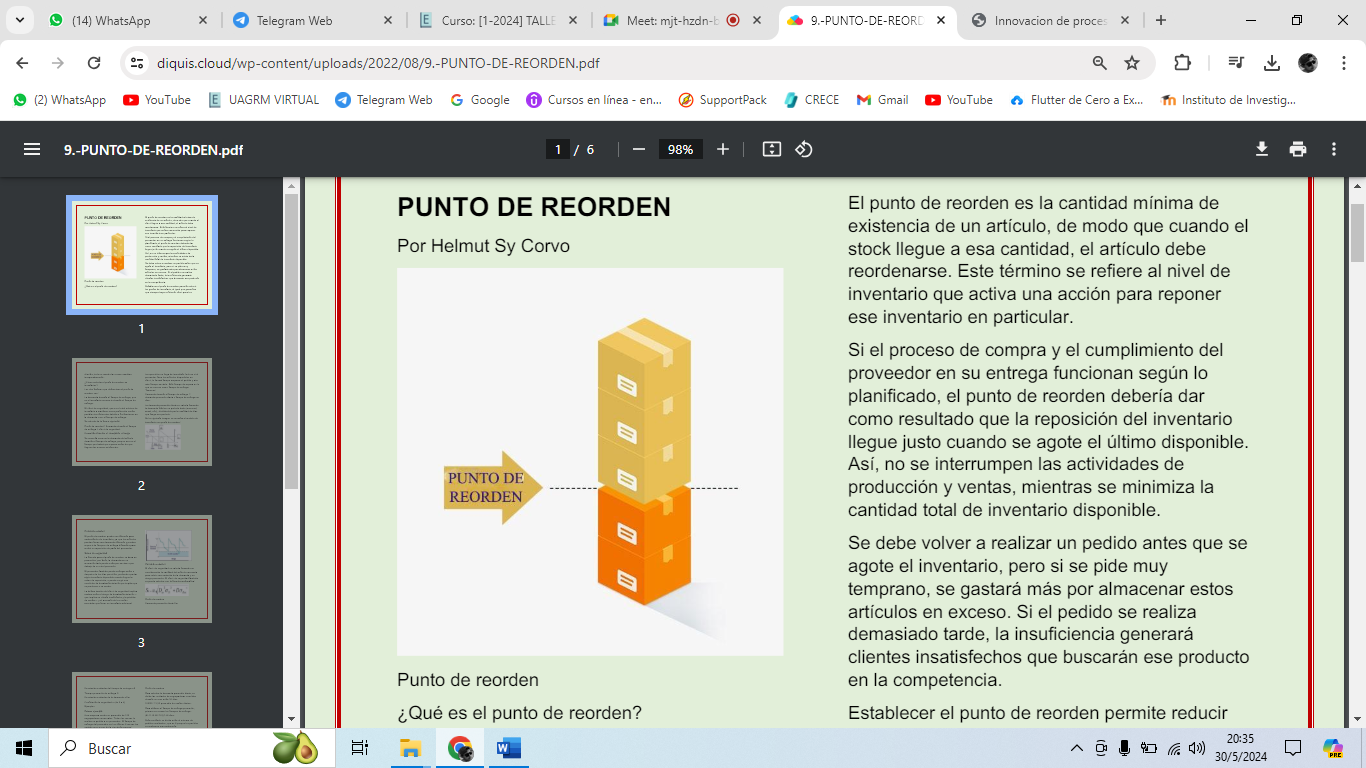 (14) WhatsApp
Telegram Web
Curso: [1-2024] TALLE
Meet: mjt-hzdn-b
9.-PUNTO-DE-REORD
Innovacion de proces
diquis.cloud/wp-content/uploads/2022/08/9.-PUNTO-DE-REORDEN.pdf
(2) WhatsApp
YouTube
UAGRM VIRTUAL
Telegram Web
Google
Cursos en línea - en...
SupportPack
CRECE
Gmail
YouTube
Flutter de Cero a Ex...
Instituto de Investig...
9.-PUNTO-DE-REORDEN.pdf
1 / 6
98%
1
2
3
PUNTO DE REORDEN
Por Helmut Sy Corvo
PUNTO DE
REORDEN
Punto de reorden
¿Qué es el punto de reorden?
El punto de reorden es la cantidad mínima de
existencia de un artículo, de modo que cuando el
stock llegue a esa cantidad, el artículo debe
reordenarse. Este término se refiere al nivel de
inventario que activa una acción para reponer
ese inventario en particular.
Si el proceso de compra y el cumplimiento del
proveedor en su entrega funcionan según lo
planificado, el punto de reorden debería dar
como resultado que la reposición del inventario
llegue justo cuando se agote el último disponible.
Así, no se interrumpen las actividades de
producción y ventas, mientras se minimiza la
cantidad total de inventario disponible.
Se debe volver a realizar un pedido antes que se
agote el inventario, pero si se pide muy
temprano, se gastará más por almacenar estos
artículos en exceso. Si el pedido se realiza
demasiado tarde, la insuficiencia generará
clientes insatisfechos que buscarán ese producto
en la competencia.
Establecer el punto de reorden permite reducir
Buscar
20:35
30/5/2024
PRE